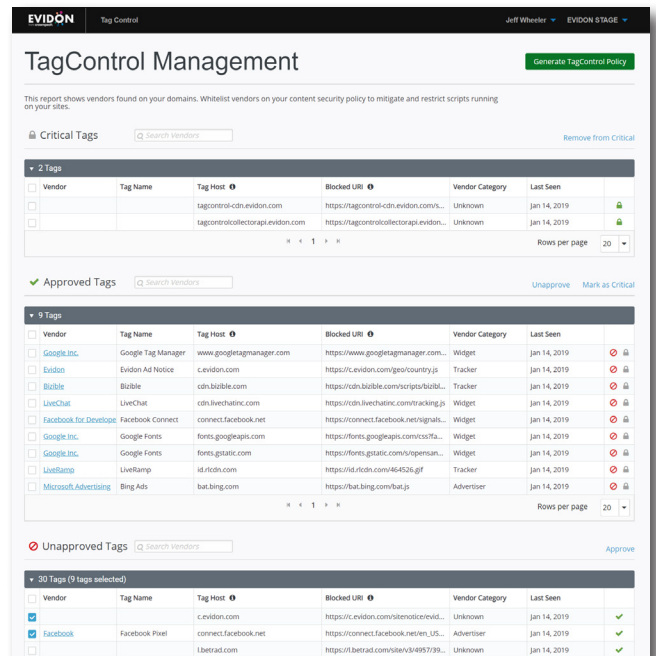 EVIDON Tag Control Jeff Wheeler EVIDON STAGE
TagControl Management Generate TagControl Policy
This report shows vendors found on your domains. Whitelist vendors on your content security policy to mitigate and restrict scripts running
on your sites.
Critical Tags Search Vendors Remove from Critical
2 Tags
Vendor Tag Name Tag Host Blocked URI Vendor Category Last Seen
tagcontrol-cdn.evidon.com https://tagcontrol-cdn.evidon.com/s... Unknown Jan 14, 2019
tagcontrolcollectorapi.evidon.com https://tagcontrolcollectorapi.evidon... Unknown Jan 14, 2019
1 Rows per page 20
Approved Tags Search Vendors Unapprove Mark as Critical
9 Tags
Vendor Tag Name Tag Host Blocked URI Vendor Category Last Seen
Google Inc. Google Tag Manager www.googletagmanager.com https://www.googletagmanager.com... Widget Jan 14, 2019
Evidon Evidon Ad Notice c.evidon.com https://c.evidon.com/geo/country.js Tracker Jan 14, 2019
Bizible Bizible cdn.bizible.com https://cdn.bizible.com/scripts/bizibl... Tracker Jan 14, 2019
LiveChat LiveChat cdn.livechatinc.com https://cdn.livechatinc.com/tracking.js Widget Jan 14, 2019
Facebook for Develope Facebook Connect connect.facebook.net https://connect.facebook.net/signals... Widget Jan 14, 2019
Google Inc. Google Fonts fonts.googleapis.com https://fonts.googleapis.com/css?fa... Widget Jan 14, 2019
Google Inc. Google Fonts fonts.gstatic.com https://fonts.gstatic.com/s/opensan... Widget Jan 14, 2019
LiveRamp LiveRamp id.rlcdn.com https://id.rlcdn.com/464526.gif Tracker Jan 14, 2019
Microsoft Advertising Bing Ads bat.bing.com https://bat.bing.com/bat.js Advertiser Jan 14, 2019
1 Rows per page 20
Unapproved Tags Search Vendors Approve
30 Tags (9 tags selected)
Vendor Tag Name Tag Host Blocked URI Vendor Category Last Seen
c.evidon.com https://c.evidon.com/sitenotice/evid... Unknown Jan 14, 2019
Facebook Facebook Pixel connect.facebook.net https://connect.facebook.net/en_US... Advertiser Jan 14, 2019
l.betrad.com https://l.betrad.com/site/v3/4957/39... Unknown Jan 14, 2019